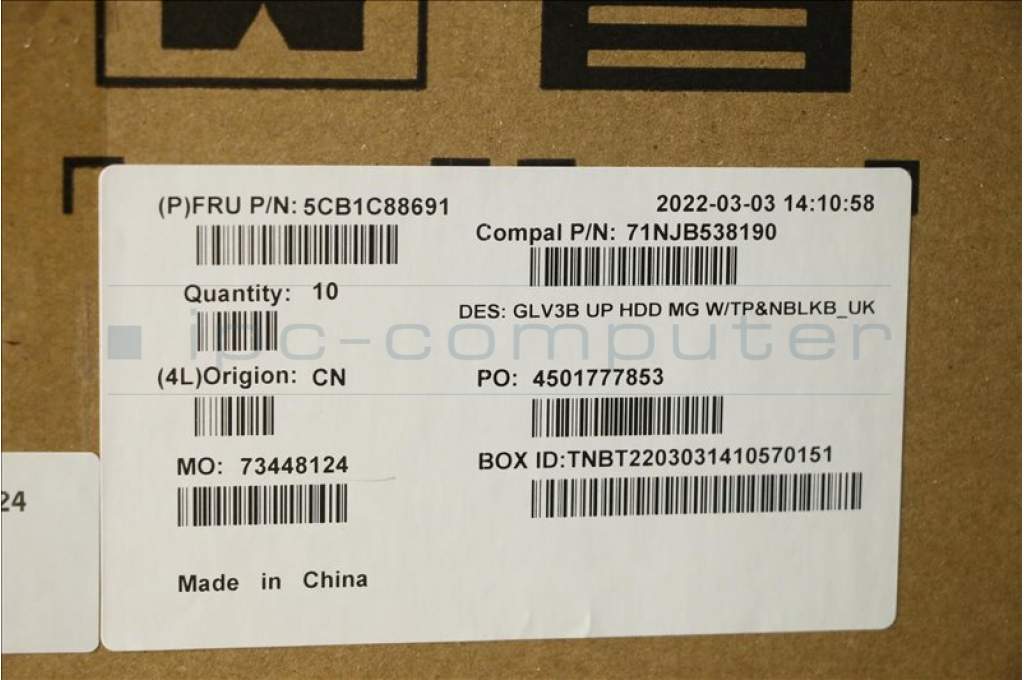 (P)FRU P/N: 5CB1C88691
2022-03-03 14:10:58
Compal P/N: 71NJB538190
Quantity: 10
DES: GLV3B UP HDD MG W/TP&NBLKB_UK
ipc-computer
(4L)Origion: CN
PO: 4501777853
MO: 73448124
BOX ID:TNBT2203031410570151
24
Made in China